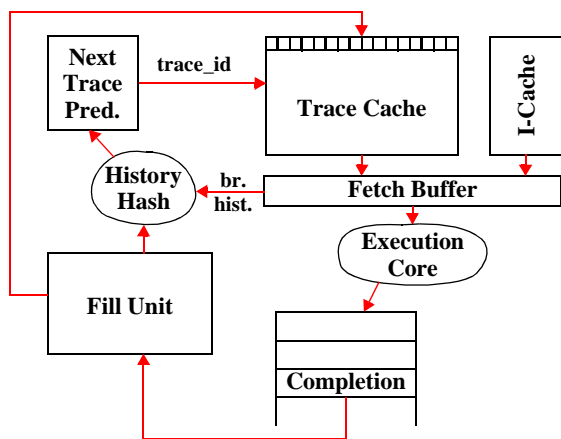 Next
Trace
Pred.
trace_id
Trace Cache
I-Cache
History
Hash
br.
hist.
Fetch Buffer
Execution
Core
Fill Unit
Completion